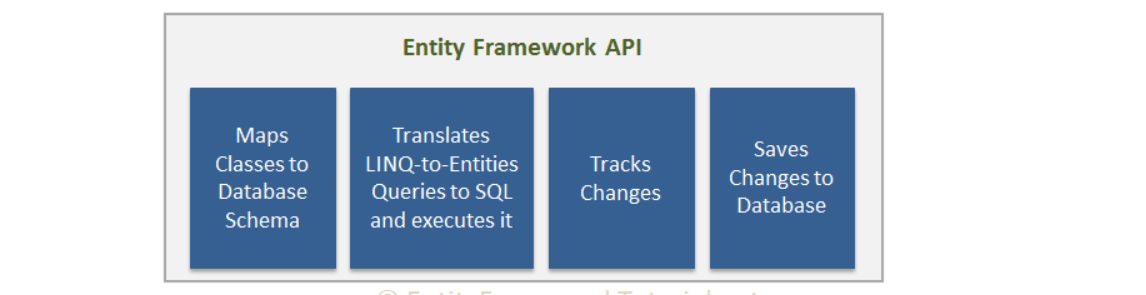 Entity Framework API
Maps
Classes to
Database
Schema
Translates
LINQ-to-Entities
Queries to SQL
and executes it
Tracks
Changes
Saves
Changes to
Database